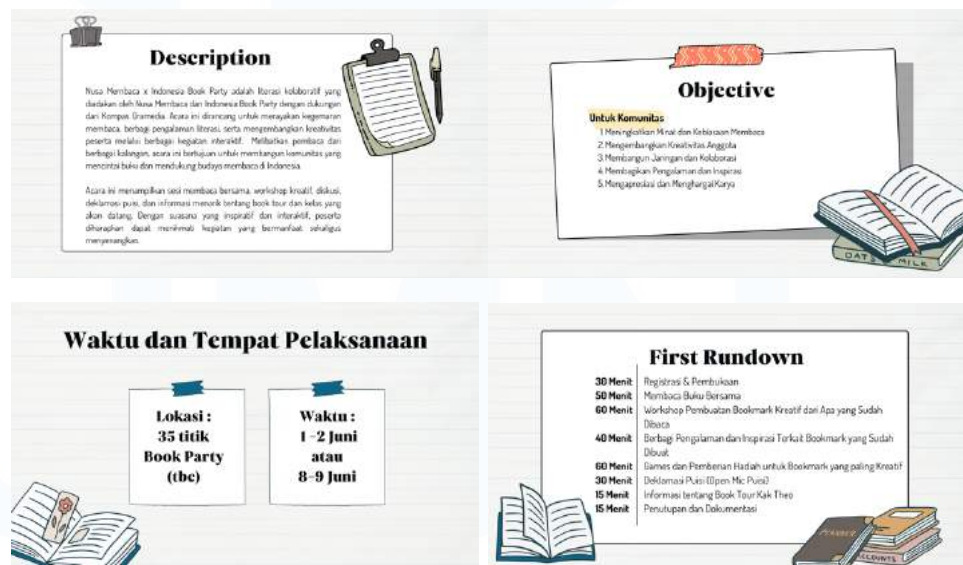 Description
Nusa Membaca x Indonesia Book Party adalah literasi kolaboratif yang
diadakan oleh Nusa Membaca dan Indonesia Book Party dengan dukungan
dari Kompas Gramedia. Acara ini dirancang untuk merayakan kegemaran
membaca, berbagi pengalaman literasi, serta mengembangkan kreativitas
peserta melalui berbagai kegiatan interaktif. Melibatkan pembaca dari
berbagai kalangan, acara ini bertujuan untuk membangun komunitas yang
mencintai buku dan mendukung budaya membaca di Indonesia.
Acara ini menampilkan sesi membaca bersama, workshop kreatif, diskusi,
deklamasi puisi, dan informasi menarik tentang book tour dan kelas yang
akan datang. Dengan suasana yang inspiratif dan interaktif, peserta
diharapkan dapat menikmati kegiatan yang bermanfaat sekaligus
menyenangkan.
Objective
Untuk Komunitas
1. Meningkatkan Minat dan Kebiasaan Membaca
2. Mengembangkan Kreativitas Anggota
3. Membangun Jaringan dan Kolaborasi
4. Membagikan Pengalaman dan Inspirasi
5. Mengapresiasi dan Menghargai Karya
OATS MILK
Waktu dan Tempat Pelaksanaan
Lokasi :
35 titik
Book Party
(tbc)
Waktu :
1 -2 Juni
atau
8-9 Juni
First Rundown
30 Menit Registrasi & Pembukaan
50 Menit Membaca Buku Bersama
60 Menit Workshop Pembuatan Bookmark Kreatif dari Apa yang Sudah
Dibaca
40 Menit Berbagi Pengalaman dan Inspirasi Terkait Bookmark yang Sudah
Dibuat
60 Menit Games dan Pemberian Hadiah untuk Bookmark yang paling Kreatif
30 Menit Deklamasi Puisi (Open Mic Puisi)
15 Menit Informasi tentang Book Tour Kak Theo
15 Menit Penutupan dan Dokumentasi
PLANNER
ACCOUNTS